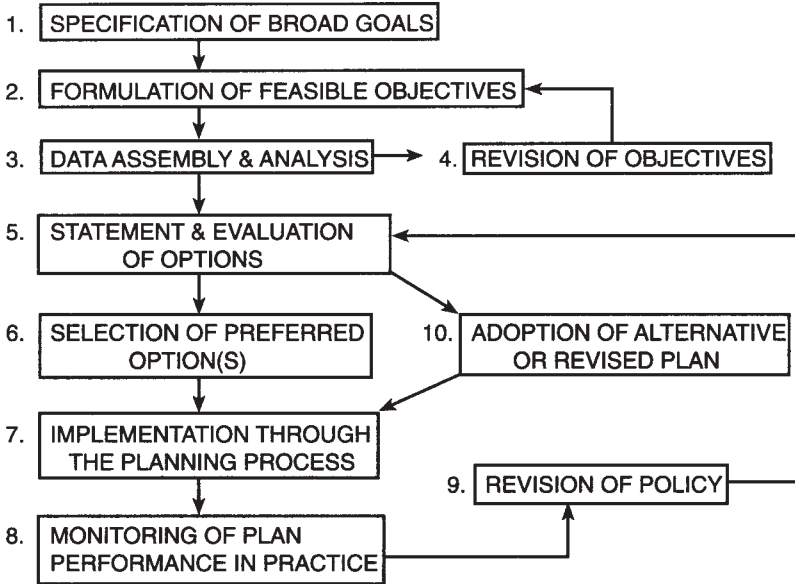 1. SPECIFICATION OF BROAD GOALS
2. FORMULATION OF FEASIBLE OBJECTIVES
3. DATA ASSEMBLY & ANALYSIS
4. REVISION OF OBJECTIVES
5. STATEMENT & EVALUATION
OF OPTIONS
6. SELECTION OF PREFERRED
OPTION(S)
10. ADOPTION OF ALTERNATIVE
OR REVISED PLAN
7. IMPLEMENTATION THROUGH
THE PLANNING PROCESS
9. REVISION OF POLICY
8. MONITORING OF PLAN
PERFORMANCE IN PRACTICE